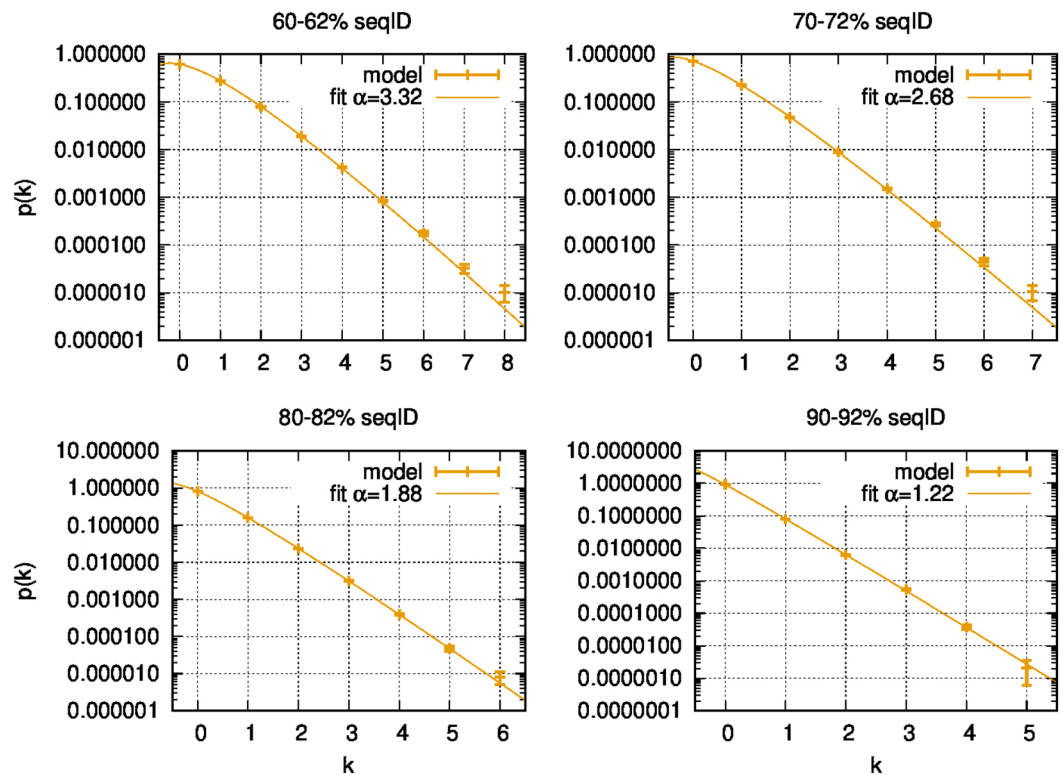 60-62% seqID
1.000000
0.100000
0.010000
0.001000
0.000100
0.000010
0.000001
p(k)
model
fit α=3.32
0 1 2 3 4 5 6 7 8
70-72% seqID
1.000000
0.100000
0.010000
0.001000
0.000100
0.000010
0.000001
model
fit α=2.68
0 1 2 3 4 5 6 7
80-82% seqID
10.000000
1.000000
0.100000
0.010000
0.001000
0.000100
0.000010
0.000001
p(k)
model
fit α=1.88
0 1 2 3 4 5 6
k
90-92% seqID
10.0000000
1.0000000
0.1000000
0.0100000
0.0010000
0.0001000
0.0000100
0.0000010
0.0000001
model
fit α=1.22
0 1 2 3 4 5
k